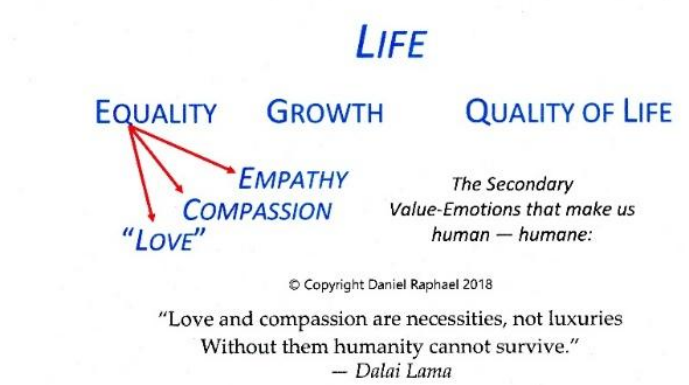 LIFE
EQUALITY GROWTH QUALITY OF LIFE
EMPATHY
COMPASSION
"LOVE"
The Secondary
Value-Emotions that make us
human — humane:
© Copyright Daniel Raphael 2018
"Love and compassion are necessities, not luxuries
Without them humanity cannot survive."
— Dalai Lama